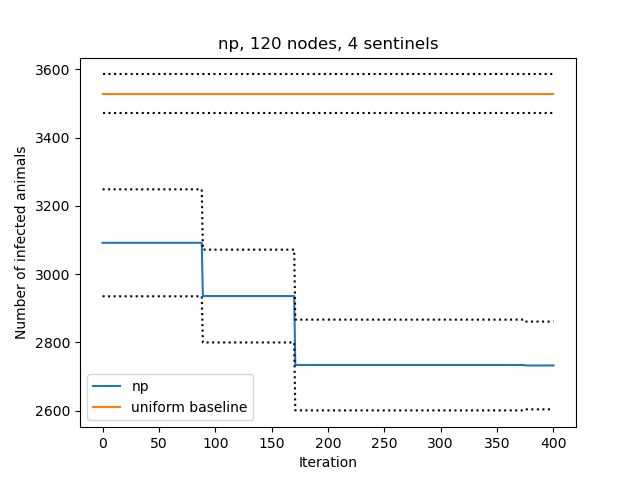 np, 120 nodes, 4 sentinels
3600
3400
3200
3000
2800
2600
Number of infected animals
np
uniform baseline
0 50 100 150 200 250 300 350 400
Iteration